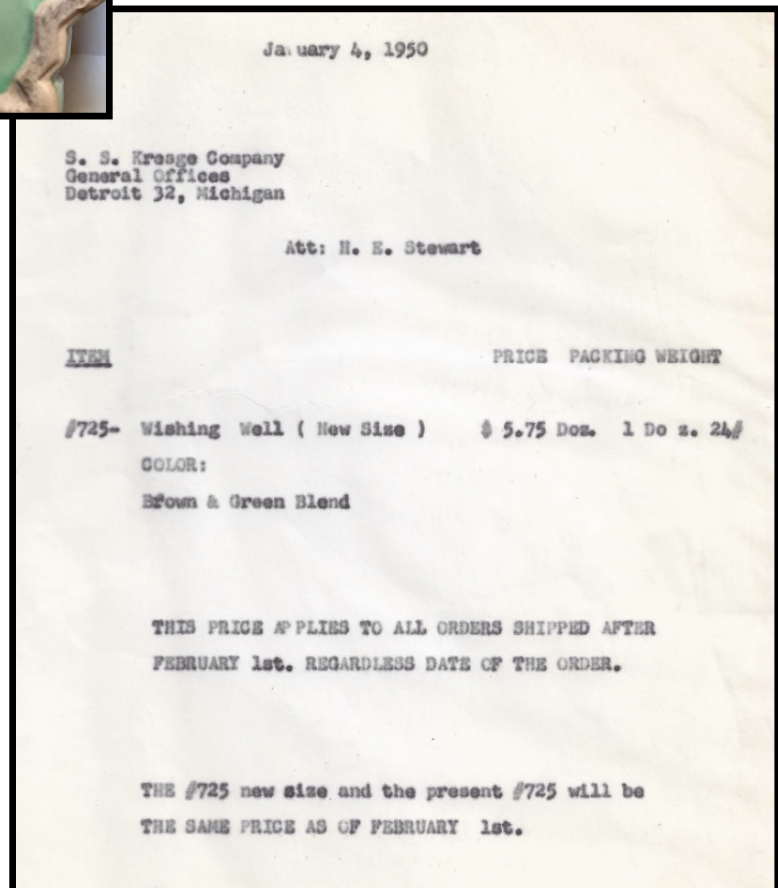 January 4, 1950
S. S. Kresge Company
General Offices
Detroit 32, Michigan
Att: H. E. Stewart
ITEM PRICE PACKING WEIGHT
#725- Wishing Well ( New Size ) $ 5.75 Doz. 1 Do z. 24#
COLOR:
Brown & Green Blend
THIS PRICE AP PLIES TO ALL ORDERS SHIPPED AFTER
FEBRUARY 1st. REGARDLESS DATE OF THE ORDER.
THE #725 new size and the present #725 will be
THE SAME PRICE AS OF FEBRUARY 1st.